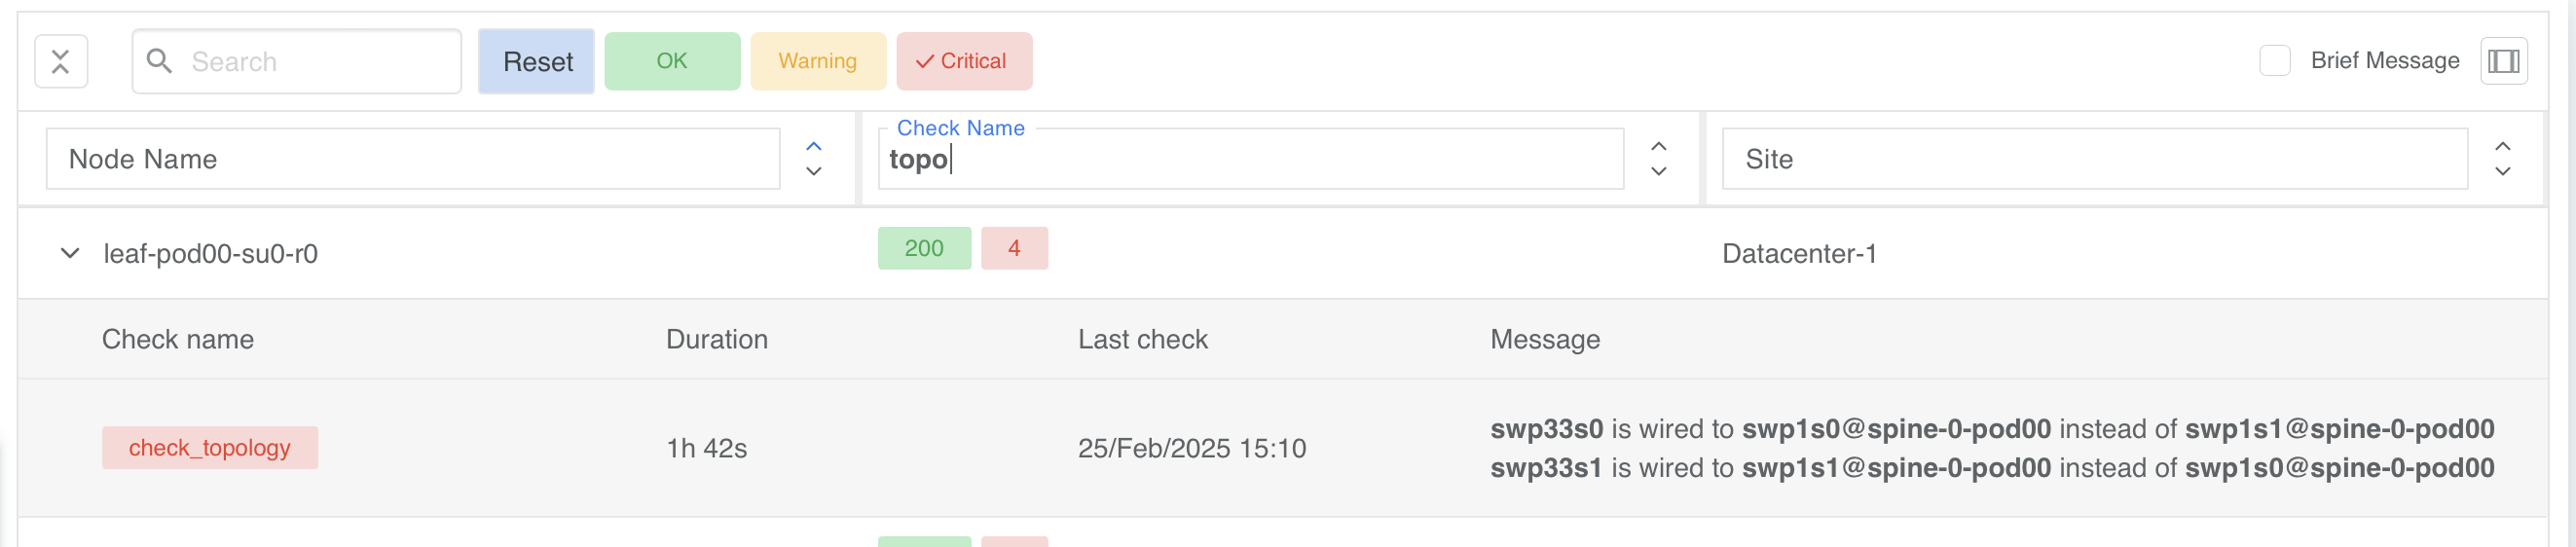 Search Reset OK Warning Critical Brief Message
Check Name
Node Name topo Site
leaf-pod00-su0-r0 200 4 Datacenter-1
Check name Duration Last check Message
check_topology 1h 42s 25/Feb/2025 15:10 swp33s0 is wired to swp1s0@spine-0-pod00 instead of swp1s1@spine-0-pod00
swp33s1 is wired to swp1s1@spine-0-pod00 instead of swp1s0@spine-0-pod00